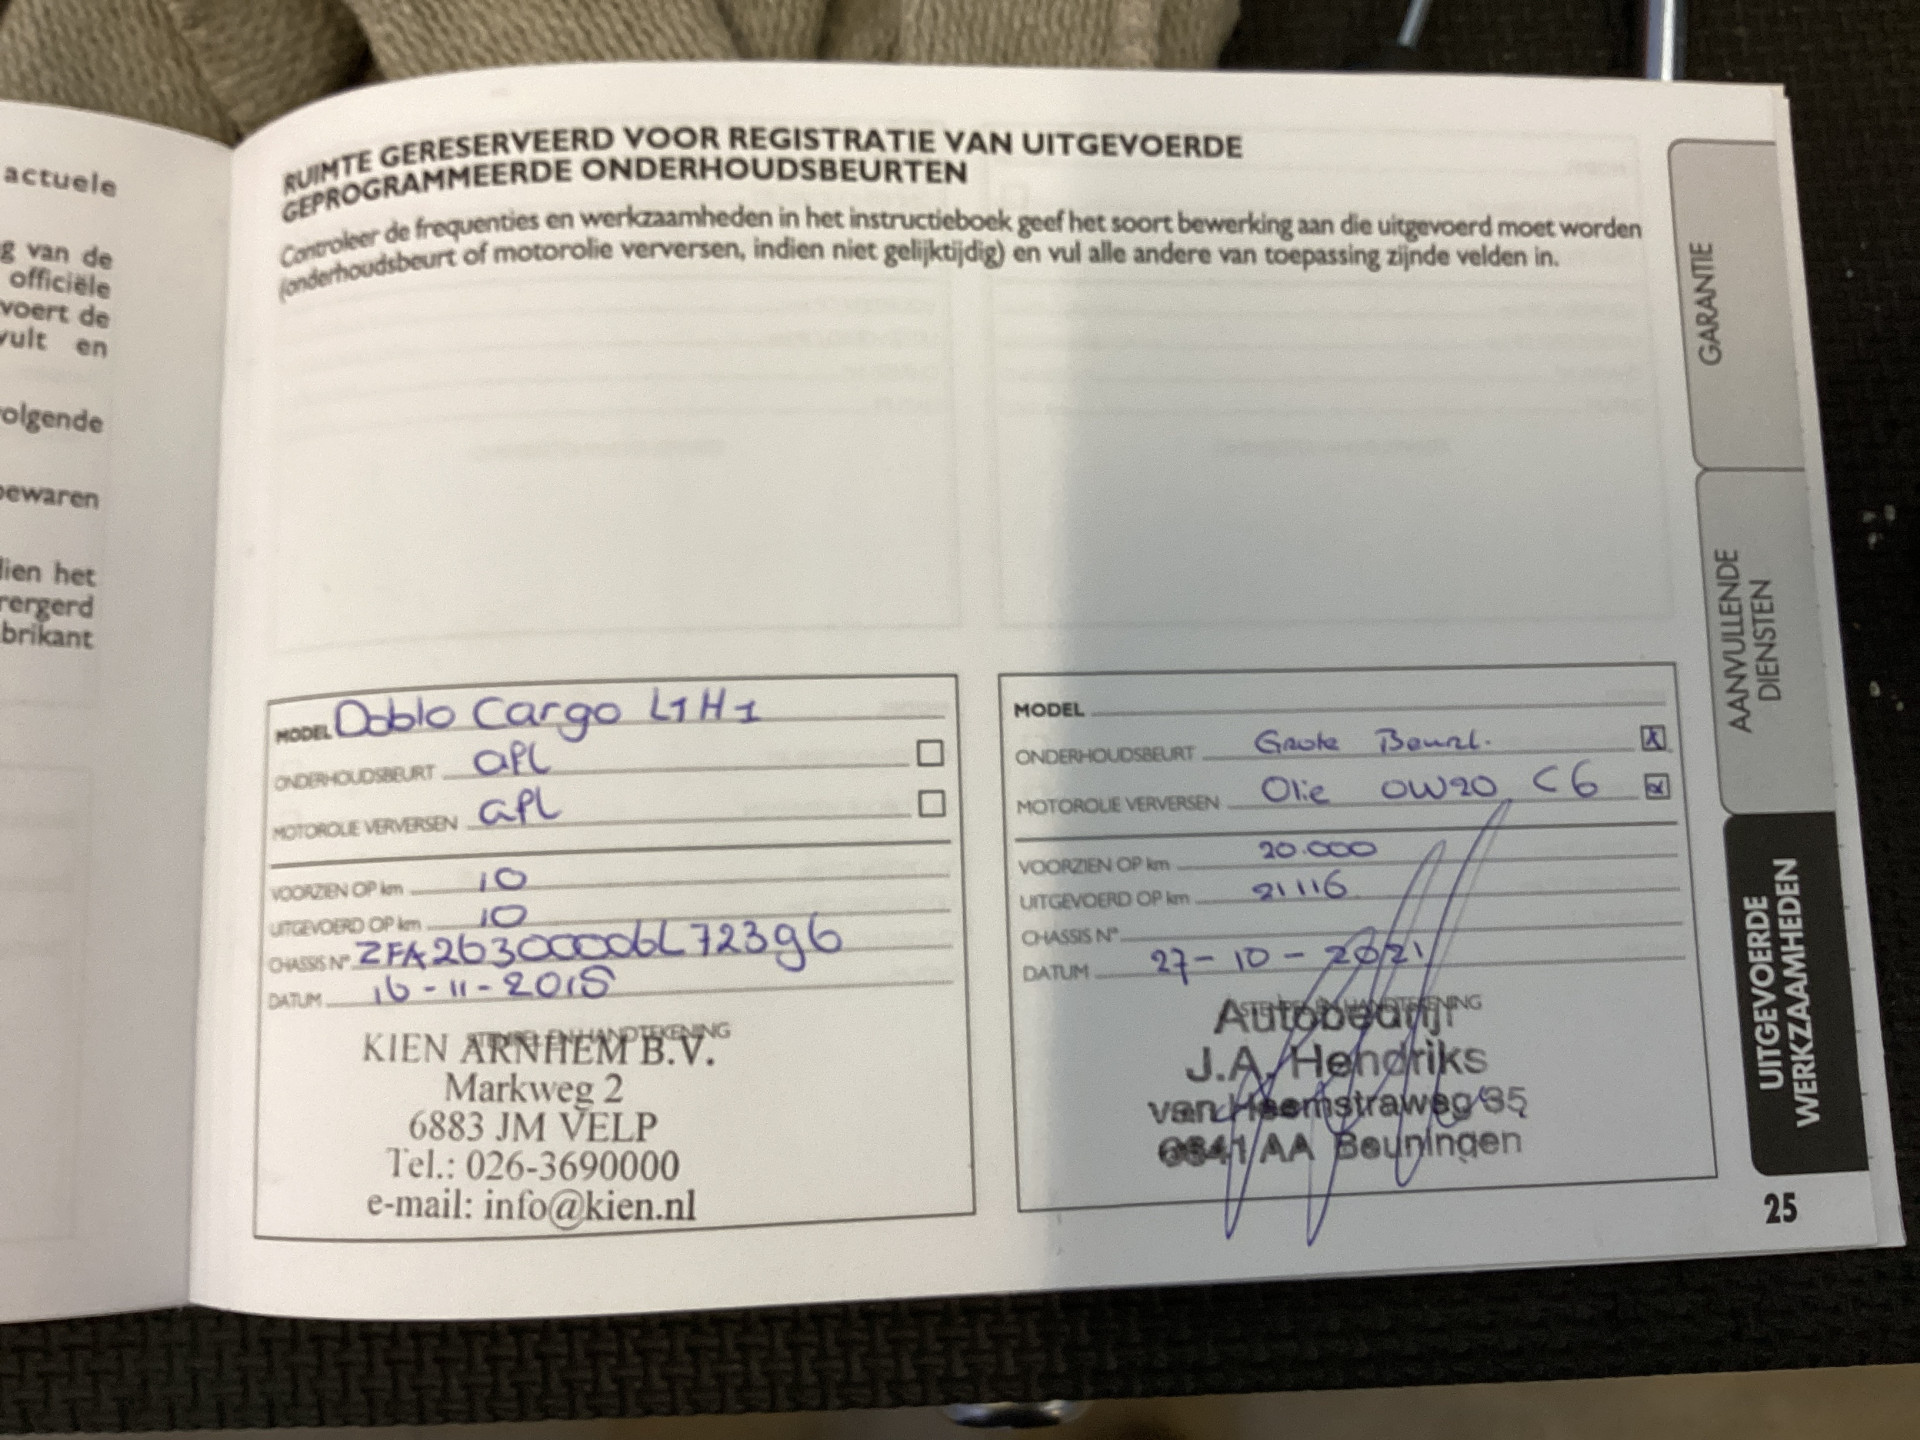 actuele
g van de
officiële
voert de
vult en
olgende
bewaren
dien het
rergerd
brikant
RUIMTE GERESERVEERD VOOR REGISTRATIE VAN UITGEVOERDE
GEPROGRAMMEERDE ONDERHOUDSBEURTEN
Controleer de frequenties en werkzaamheden in het instructieboek geef het soort bewerking aan die uitgevoerd moet worden
(onderhoudsbeurt of motorolie verversen, indien niet gelijktijdig) en vul alle andere van toepassing zijnde velden in.
MODEL Doblo Cargo L1H1
ONDERHOUDSBEURT apl
MOTOROLIE VERVERSEN apl
VOORZIEN OP km 10
UITGEVOERD OP km 10
CHASSIS N° ZFA26300006L72396
DATUM 16-11-2018
STEMPEL EN HANDTEKENING
KIEN ARNHEM B.V.
Markweg 2
6883 JM VELP
Tel.: 026-3690000
e-mail: info@kien.nl
MODEL
ONDERHOUDSBEURT Grote Beurt. X
MOTOROLIE VERVERSEN Olie 0W20 C6 X
VOORZIEN OP km 20.000
UITGEVOERD OP km 21116
CHASSIS N°
DATUM 27-10-2021
STEMPEL EN HANDTEKENING
Autobedrijf
J.A. Hendriks
van Heemstraweg 35
6641 AA Beuningen
GARANTIE
AANVULLENDE
DIENSTEN
UITGEVOERDE
WERKZAAMHEDEN
25